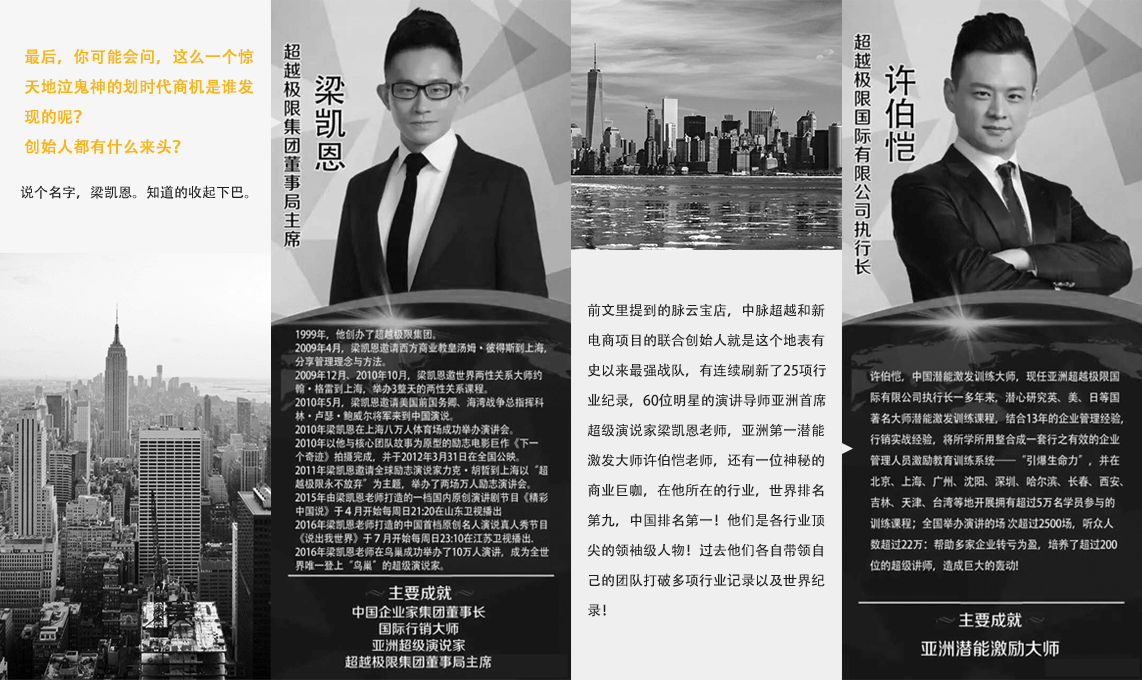 最后，你可能会问，这么一个惊
天地泣鬼神的划时代商机是谁发
现的呢？
创始人都有什么来头？
说个名字，梁凯恩。知道的收起下巴。
超越极限集团董事局主席
梁凯恩
1999年，他创办了超越极限集团。
2009年4月，梁凯恩邀请西方商业教皇汤姆·彼得斯到上海，
分享管理理念与方法。
2009年12月、2010年10月，梁凯恩邀世界两性关系大师约
翰·格雷到上海，举办3整天的两性关系课程。
2010年5月，梁凯恩邀请美国前国务卿、海湾战争总指挥科
林·卢瑟·鲍威尔将军来到中国演说。
2010年梁凯恩在上海八万人体育场成功举办演讲会。
2010年以他与核心团队故事为原型的励志电影巨作《下一
个奇迹》拍摄完成，并于2012年3月31日在全国公映。
2011年梁凯恩邀请全球励志演说家力克·胡哲到上海以“超
越极限永不放弃”为主题，举办了两场万人励志演讲会。
2015年由梁凯恩老师打造的一档国内原创演讲剧节目《精彩
中国说》于４月开始每周日21:20在山东卫视播出
2016年梁凯恩老师打造的中国首档原创名人演说真人秀节目
《说出我世界》于７月开始每周日23:10在江苏卫视播出.
2016年梁凯恩老师在鸟巢成功举办了10万人演讲，成为全世
界唯一登上“鸟巢”的超级演说家。
主要成就
中国企业家集团董事长
国际行销大师
亚洲超级演说家
超越极限集团董事局主席
前文里提到的脉云宝店，中脉超越和新
电商项目的联合创始人就是这个地表有
史以来最强战队，有连续刷新了25项行
业纪录，60位明星的演讲导师亚洲首席
超级演说家梁凯恩老师，亚洲第一潜能
激发大师许伯恺老师，还有一位神秘的
商业巨咖，在他所在的行业，世界排名
第九，中国排名第一！他们是各行业顶
尖的领袖级人物！过去他们各自带领自
己的团队打破多项行业记录以及世界纪
录！
超越极限国际有限公司执行长
许伯恺
许伯恺，中国潜能激发训练大师，现任亚洲超越极限国
际有限公司执行长一多年来，潜心研究英、美、日等国
著名大师潜能激发训练课程，结合13年的企业管理经验，
行销实战经验，将所学所用整合成一套行之有效的企业
管理人员激励教育训练系统——“引爆生命力”，并在
北京、上海、广州、沈阳、深圳、哈尔滨、长春、西安、
吉林、天津、台湾等地开展拥有超过5万名学员参与的
训练课程；全国举办演讲的场 次超过2500场，听众人
数超过22万：帮助多家企业转亏为盈，培养了超过200
位的超级讲师，造成巨大的轰动!
主要成就
亚洲潜能激励大师